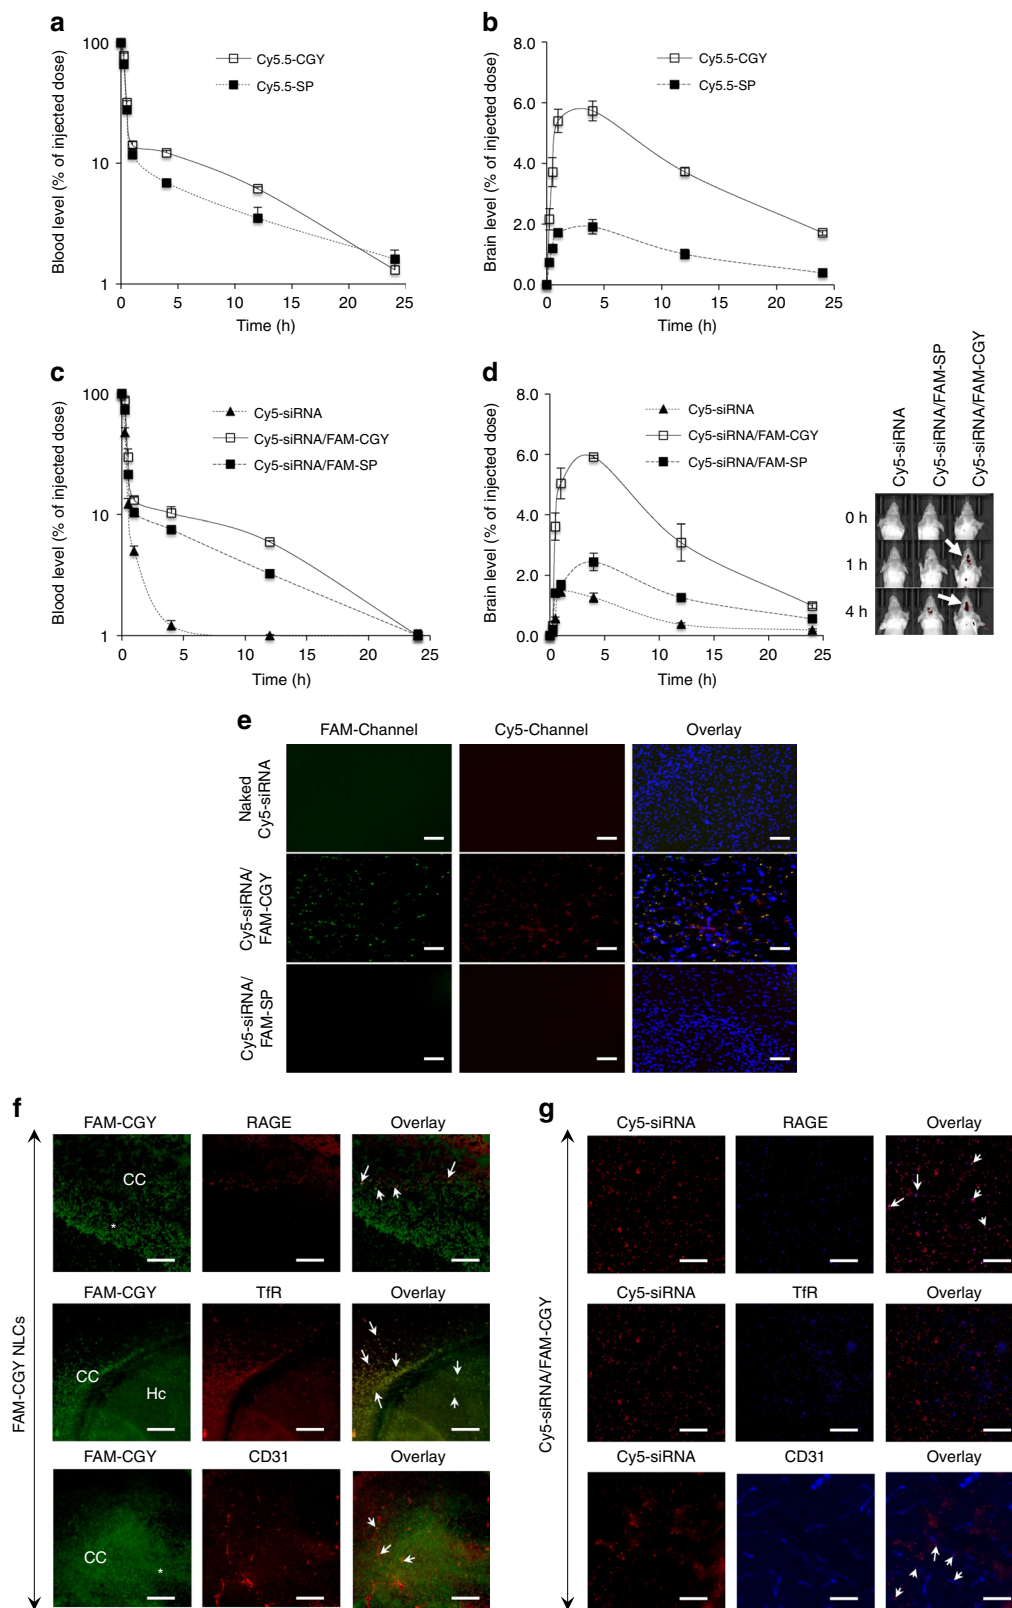 a
Blood level (% of injected dose)
100
10
1
0 5 10 15 20 25
Time (h)
Cy5.5-CGY
Cy5.5-SP
b
Brain level (% of injected dose)
8.0
6.0
4.0
2.0
0.0
0 5 10 15 20 25
Time (h)
Cy5.5-CGY
Cy5.5-SP
c
Blood level (% of injected dose)
100
10
1
0 5 10 15 20 25
Time (h)
Cy5-siRNA
Cy5-siRNA/FAM-CGY
Cy5-siRNA/FAM-SP
d
Brain level (% of injected dose)
8.0
6.0
4.0
2.0
0.0
0 5 10 15 20 25
Time (h)
Cy5-siRNA
Cy5-siRNA/FAM-CGY
Cy5-siRNA/FAM-SP
Cy5-siRNA
Cy5-siRNA/FAM-SP
Cy5-siRNA/FAM-CGY
0 h
1 h
4 h
e
FAM-Channel Cy5-Channel Overlay
Naked
Cy5-siRNA
Cy5-siRNA/
FAM-CGY
Cy5-siRNA/
FAM-SP
f
FAM-CGY NLCs
FAM-CGY RAGE Overlay
CC
*
FAM-CGY TfR Overlay
CC
Hc
FAM-CGY CD31 Overlay
CC
*
g
Cy5-siRNA/FAM-CGY
Cy5-siRNA RAGE Overlay
Cy5-siRNA TfR Overlay
Cy5-siRNA CD31 Overlay